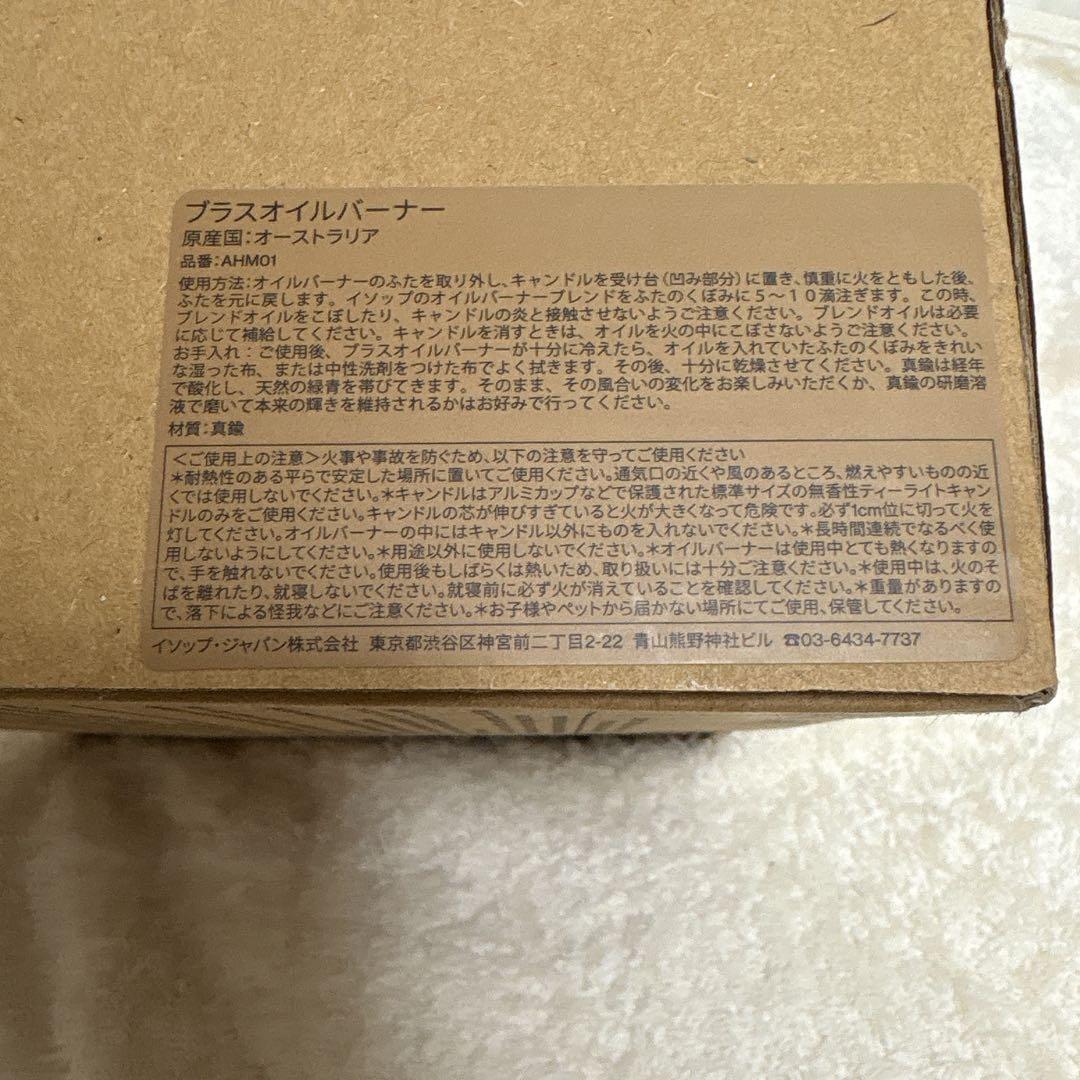 ブラスオイルバーナー
原産国：オーストラリア
品番：AHM01
使用方法：オイルバーナーのふたを取り外し、キャンドルを受け台（凹み部分）に置き、慎重に火をともした後、
ふたを元に戻します。イソップのオイルバーナーブレンドをふたのくぼみに５〜１０滴注ぎます。この時、
ブレンドオイルをこぼしたり、キャンドルの炎と接触させないようご注意ください。ブレンドオイルは必要
に応じて補給してください。キャンドルを消すときは、オイルを火の中にこぼさないようご注意ください。
お手入れ：ご使用後、ブラスオイルバーナーが十分に冷えたら、オイルを入れていたふたのくぼみをきれい
な湿った布、または中性洗剤をつけた布でよく拭きます。その後、十分に乾燥させてください。真鍮は経年
で酸化し、天然の緑青を帯びてきます。そのまま、その風合いの変化をお楽しみいただくか、真鍮の研磨溶
液で磨いて本来の輝きを維持されるかはお好みで行ってください。
材質：真鍮
＜ご使用上の注意＞火事や事故を防ぐため、以下の注意を守ってご使用ください
＊耐熱性のある平らで安定した場所に置いてご使用ください。通気口の近くや風のあるところ、燃えやすいものの近
くでは使用しないでください。＊キャンドルはアルミカップなどで保護された標準サイズの無香性ティーライトキャン
ドルのみをご使用ください。キャンドルの芯が伸びすぎていると火が大きくなって危険です。必ず1cm位に切って火を
灯してください。オイルバーナーの中にはキャンドル以外にものを入れないでください。＊長時間連続でなるべく使
用しないようにしてください。＊用途以外に使用しないでください。＊オイルバーナーは使用中とても熱くなりますの
で、手を触れないでください。使用後もしばらくは熱いため、取り扱いには十分ご注意ください。＊使用中は、火のそ
ばを離れたり、就寝しないでください。就寝前に必ず火が消えていることを確認してください。＊重量がありますの
で、落下による怪我などにご注意ください。＊お子様やペットから届かない場所にてご使用、保管してください。
イソップ・ジャパン株式会社 東京都渋谷区神宮前二丁目2-22 青山熊野神社ビル ☎03-6434-7737